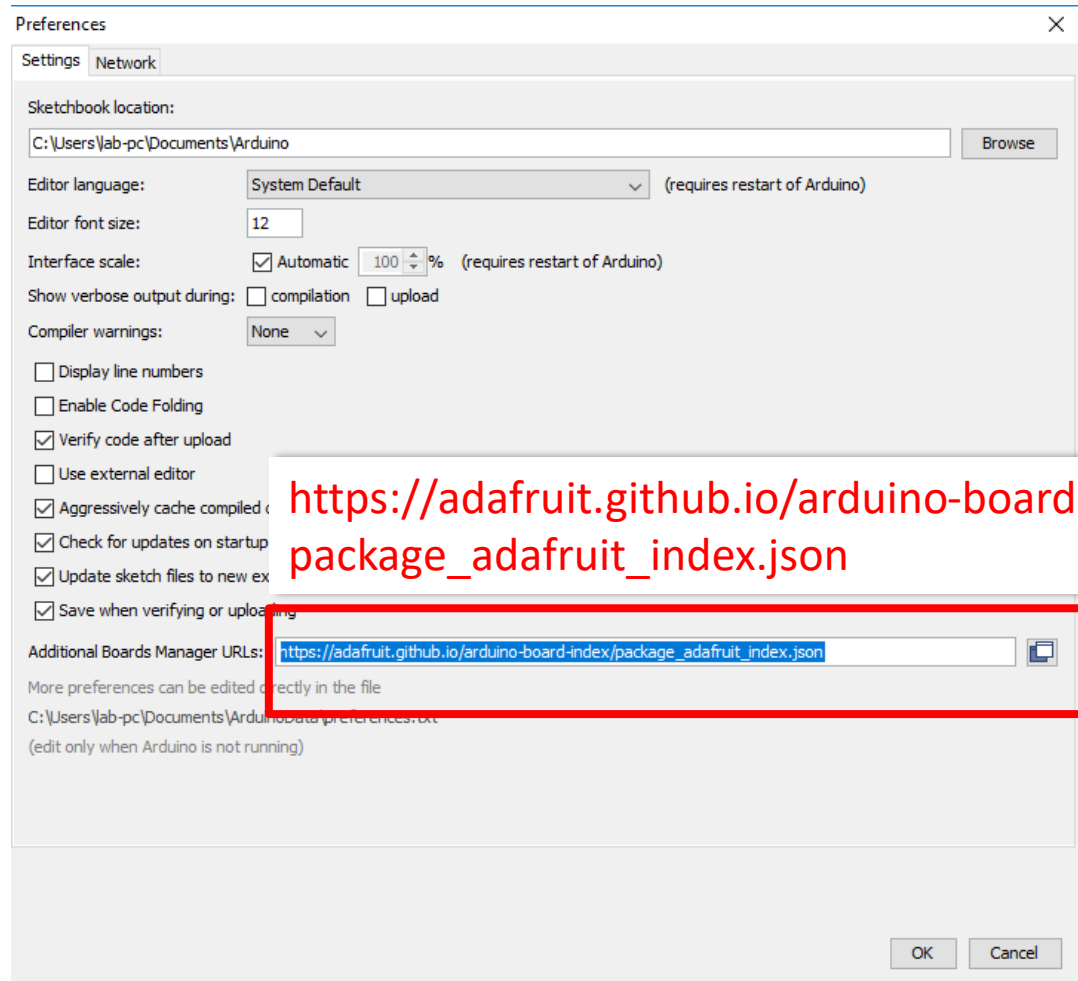 Preferences
Settings Network
Sketchbook location:
C:\Users\lab-pc\Documents\Arduino Browse
Editor language: System Default (requires restart of Arduino)
Editor font size: 12
Interface scale: Automatic 100 % (requires restart of Arduino)
Show verbose output during: compilation upload
Compiler warnings: None
Display line numbers
Enable Code Folding
Verify code after upload
Use external editor
Aggressively cache compiled
Check for updates on startup
Update sketch files to new
https://adafruit.github.io/arduino-board
package_adafruit_index.json
Save when verifying or uploading
Additional Boards Manager URLs: https://adafruit.github.io/arduino-board-index/package_adafruit_index.json
More preferences can be edited directly in the file
C:\Users\lab-pc\Documents\ArduinoData\preferences.txt
(edit only when Arduino is not running)
OK Cancel